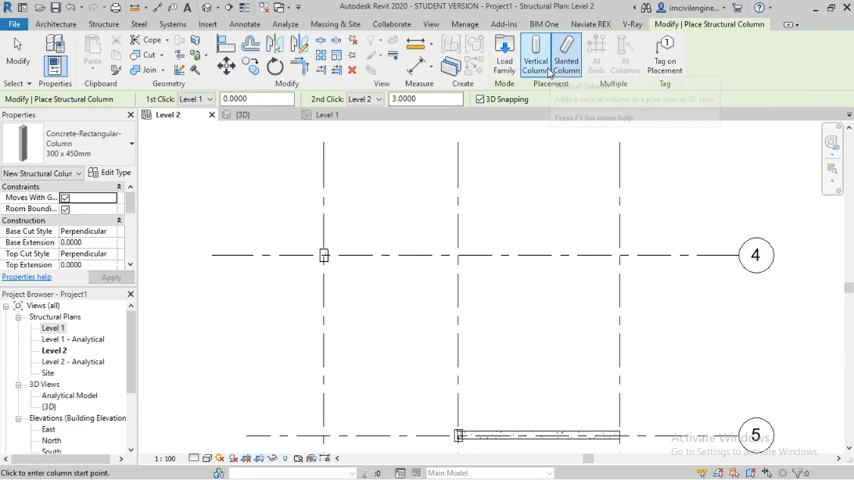 Autodesk Revit 2020 - STUDENT VERSION - Project1 - Structural Plan: Level 2
imcivilengine...
File Architecture Structure Steel Systems Insert Annotate Analyze Massing & Site Collaborate View Manage Add-Ins BIM One Naviate REX V-Ray Modify | Place Structural Column
Modify
Paste
Cope
Cut
Join
Load Family
Vertical Column
Slanted Column
At Grids
At Columns
Tag on Placement
Select Properties Clipboard Geometry Modify View Measure Create Mode Placement Multiple Tag
Adds a vertical column in a plan view or 3D view.
Press F1 for more help
Modify | Place Structural Column 1st Click: Level 1 0.0000 2nd Click: Level 2 3.0000 3D Snapping
Properties
Level 2
{3D}
Level 1
Concrete-Rectangular-
Column
300 x 450mm
New Structural Colur
Edit Type
Constraints
Moves With G...
Room Boundi...
Construction
Base Cut Style Perpendicular
Base Extension 0.0000
Top Cut Style Perpendicular
Top Extension 0.0000
Properties help
Apply
Project Browser - Project1
Views (all)
Structural Plans
Level 1
Level 1 - Analytical
Level 2
Level 2 - Analytical
Site
3D Views
Analytical Model
{3D}
Elevations (Building Elevation
East
North
South
4
5
Activate Windows
Go to Settings to activate Windows.
1 : 100
Click to enter column start point.
:0
Main Model
:0